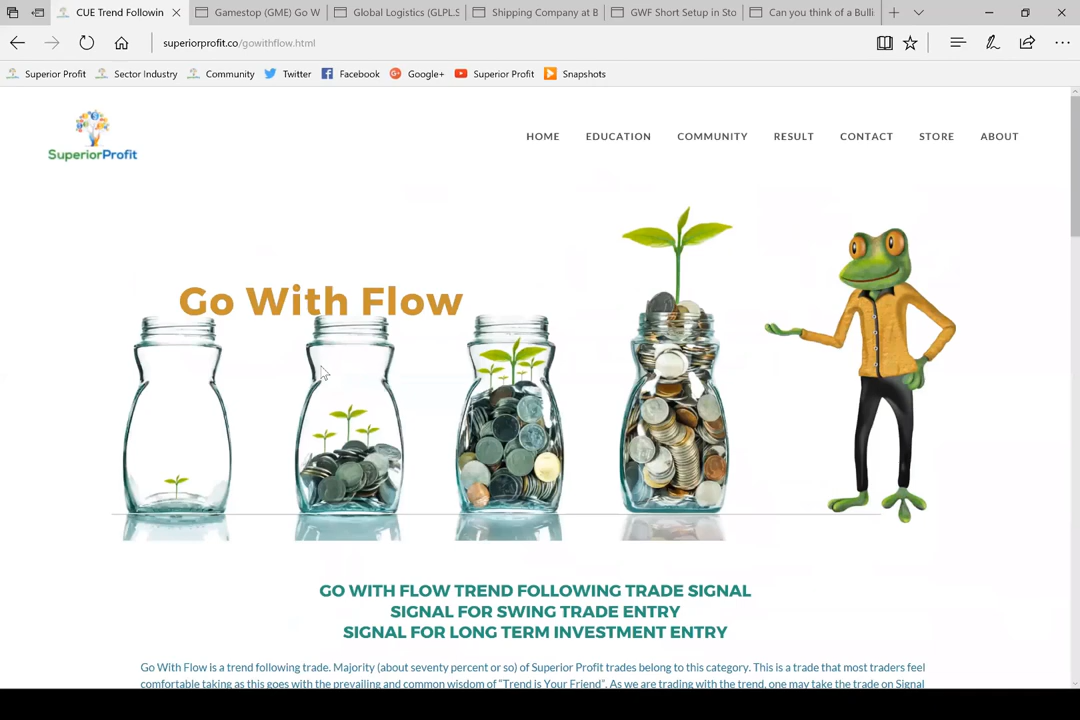 CUE Trend Followin
Gamestop (GME) Go W
Global Logistics (GLPL.S
Shipping Company at B
GWF Short Setup in Sto
Can you think of a Bulli
superiorprofit.co/gowithflow.html
Superior Profit
Sector Industry
Community
Twitter
Facebook
Google+
Superior Profit
Snapshots
SuperiorProfit
HOME
EDUCATION
COMMUNITY
RESULT
CONTACT
STORE
ABOUT
Go With Flow
GO WITH FLOW TREND FOLLOWING TRADE SIGNAL
SIGNAL FOR SWING TRADE ENTRY
SIGNAL FOR LONG TERM INVESTMENT ENTRY
Go With Flow is a trend following trade. Majority (about seventy percent or so) of Superior Profit trades belong to this category. This is a trade that most traders feel
comfortable taking as this goes with the prevailing and common wisdom of “Trend is Your Friend”. As we are trading with the trend, one may take the trade on Signal